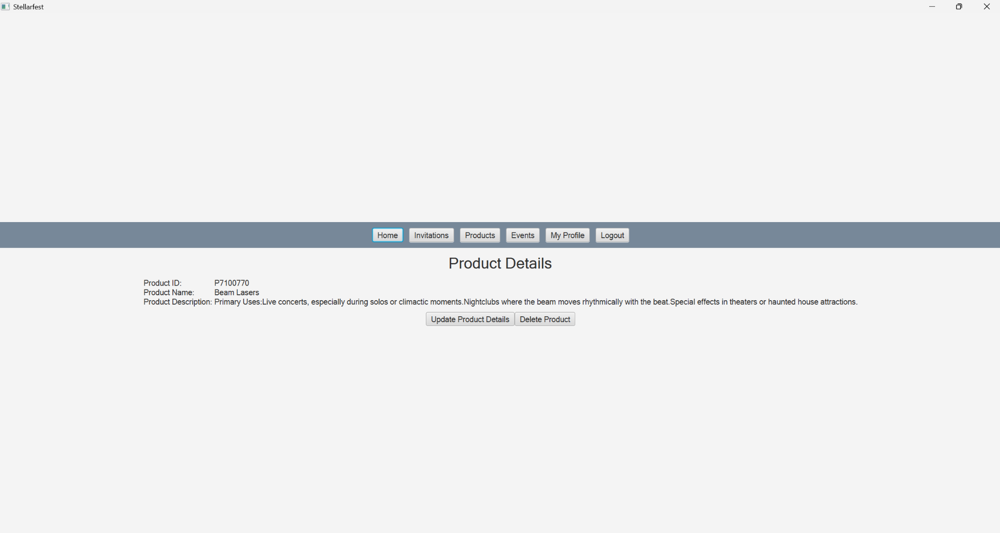 Stellarfest
Home Invitations Products Events My Profile Logout
Product Details
Product ID: P7100770
Product Name: Beam Lasers
Product Description: Primary Uses:Live concerts, especially during solos or climactic moments.Nightclubs where the beam moves rhythmically with the beat.Special effects in theaters or haunted house attractions.
Update Product Details Delete Product